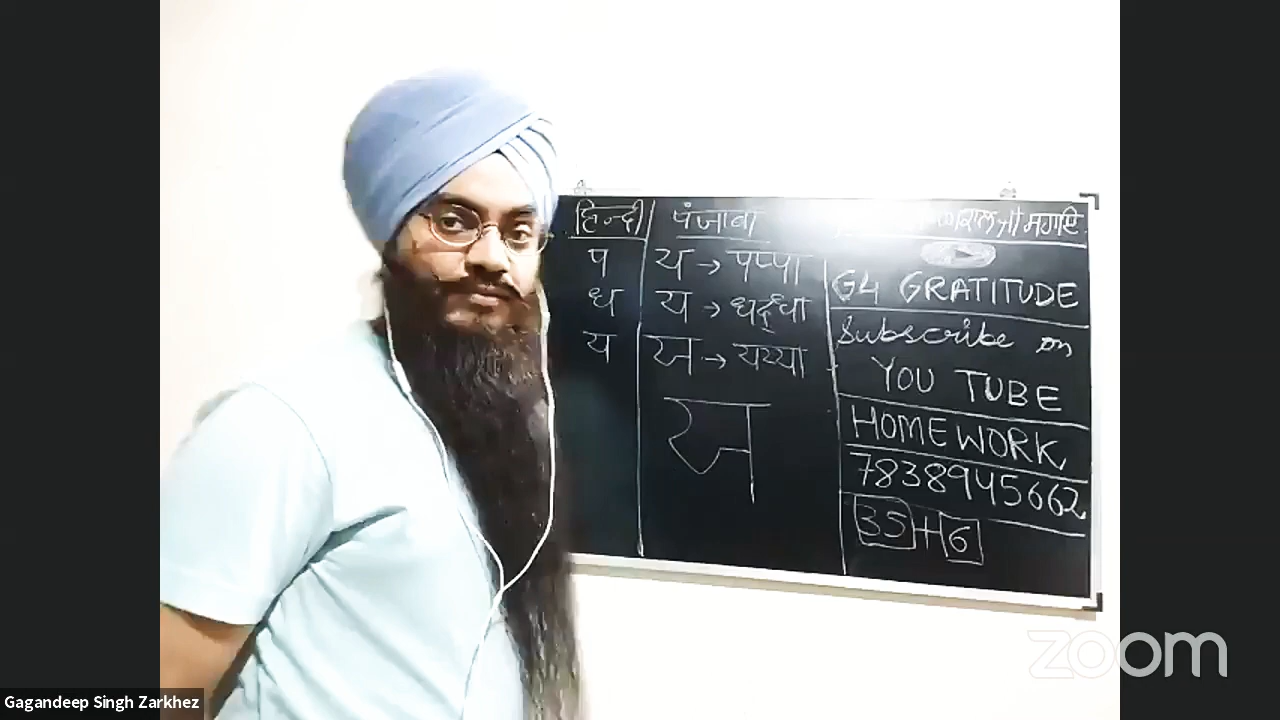 हिन्दी पंजाबी
प ਪ → पप्पा
ध ਧ → धद्धा
य ਯ → यय्या
ਯ
G4 GRATITUDE
Subscribe on
YOU TUBE
HOMEWORK
7838945662
35 + 6
zoom
Gagandeep Singh Zarkhez